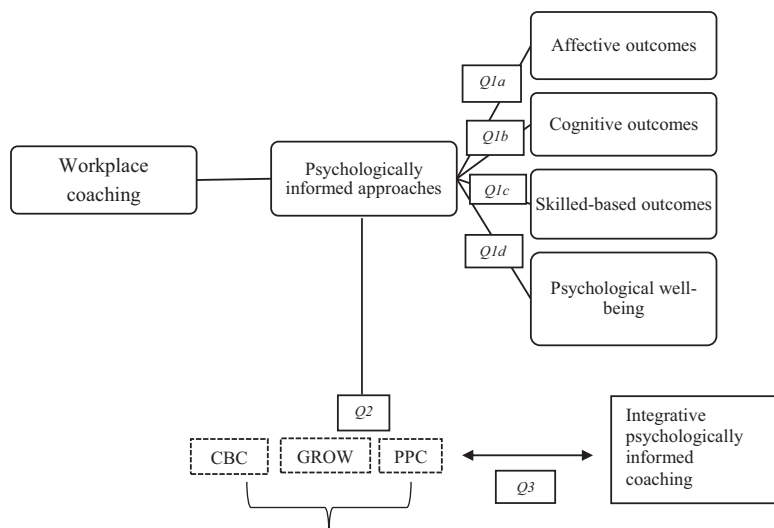 Affective outcomes
Q1a
Cognitive outcomes
Q1b
Workplace
coaching
Psychologically
informed approaches
Q1c
Skilled-based outcomes
Q1d
Psychological well-
being
Q2
CBC
GROW
PPC
Q3
Integrative
psychologically
informed
coaching